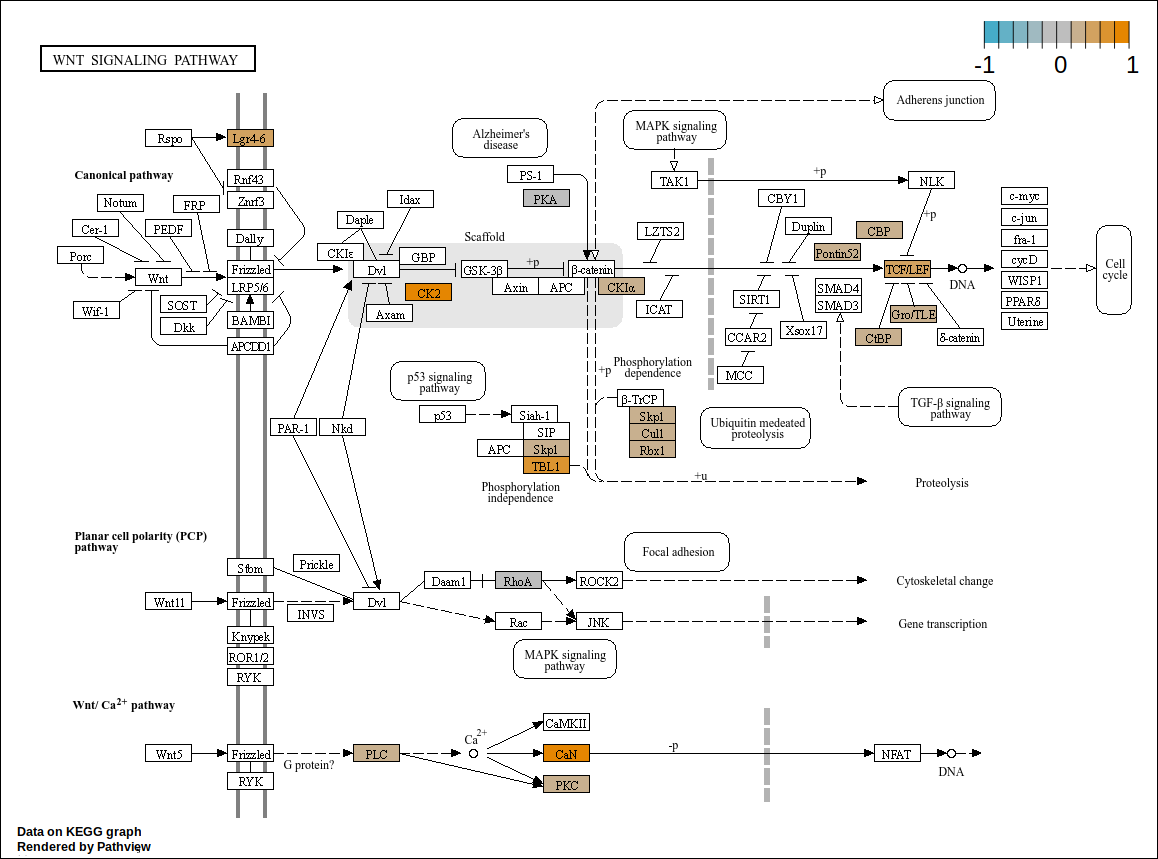 WNT SIGNALING PATHWAY
-1 0 1
Adherens junction
Rspo
Lgr4-6
Alzheimer's
disease
MAPK signaling
pathway
Canonical pathway
Rnf43
PS-1
TAK1
+p
NLK
Notum
FRP
Znrf3
Idax
PKA
CBY1
+p
c-myc
Cer-1
PEDF
Daple
LZTS2
Duplin
CBP
c-jun
Dally
Scaffold
fra-1
Porc
CKIε
GBP
Pontin52
cycD
Cell
cycle
Wnt
Frizzled
Dvl
GSK-3β
+p
β-catenin
TCF/LEF
DNA
WISP1
LRP5/6
CK2
Axin
APC
CKIα
SMAD4
SMAD3
PPARδ
Wif-1
SOST
Axam
ICAT
SIRT1
Gro/TLE
Uterine
Dkk
BAMBI
CCAR2
Xsox17
CtBP
δ-catenin
APCDD1
MCC
p53 signaling
pathway
+p
Phosphorylation
dependence
β-TrCP
Skp1
Cul1
Rbx1
Ubiquitin medeated
proteolysis
TGF-β signaling
pathway
p53
Siah-1
PAR-1
Nkd
SIP
APC
Skp1
TBL1
Phosphorylation
independence
+u
Proteolysis
Planar cell polarity (PCP)
pathway
Stbm
Prickle
Focal adhesion
Daam1
RhoA
ROCK2
Cytoskeletal change
Wnt11
Frizzled
INVS
Dvl
Rac
JNK
Gene transcription
Knypek
ROR1/2
RYK
MAPK signaling
pathway
Wnt/ Ca2+ pathway
CaMKII
Wnt5
Frizzled
G protein?
PLC
Ca2+
CaN
-p
NFAT
DNA
RYK
PKC
Data on KEGG graph
Rendered by Pathview